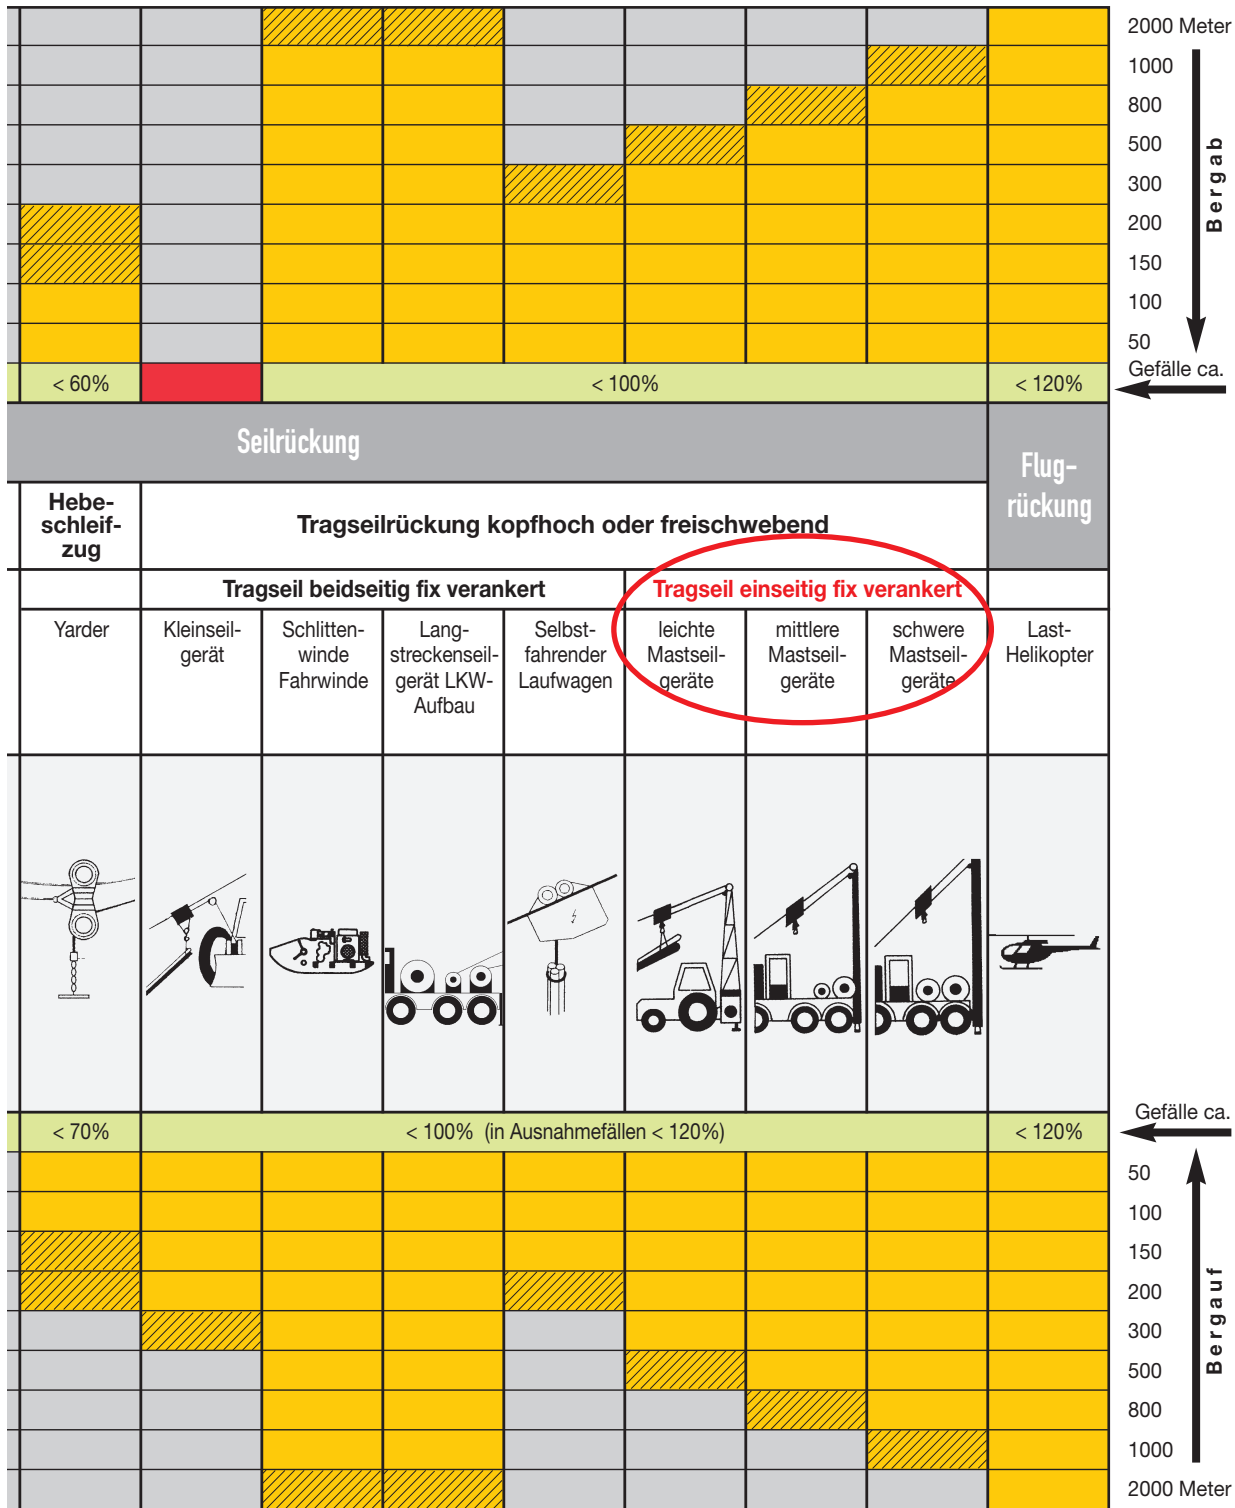 2000 Meter
1000
800
500
300
200
150
100
50
Bergab
Gefälle ca.
< 60%
< 100%
< 120%
Seilrückung
Flug-
rückung
Hebe-
schleif-
zug
Tragseilrückung kopfhoch oder freischwebend
Tragseil beidseitig fix verankert
Tragseil einseitig fix verankert
Yarder
Kleinseil-
gerät
Schlitten-
winde
Fahrwinde
Lang-
streckenseil-
gerät LKW-
Aufbau
Selbst-
fahrender
Laufwagen
leichte
Mastseil-
geräte
mittlere
Mastseil-
geräte
schwere
Mastseil-
geräte
Last-
Helikopter
Gefälle ca.
< 70%
< 100% (in Ausnahmefällen < 120%)
< 120%
50
100
150
200
300
500
800
1000
2000 Meter
Bergauf